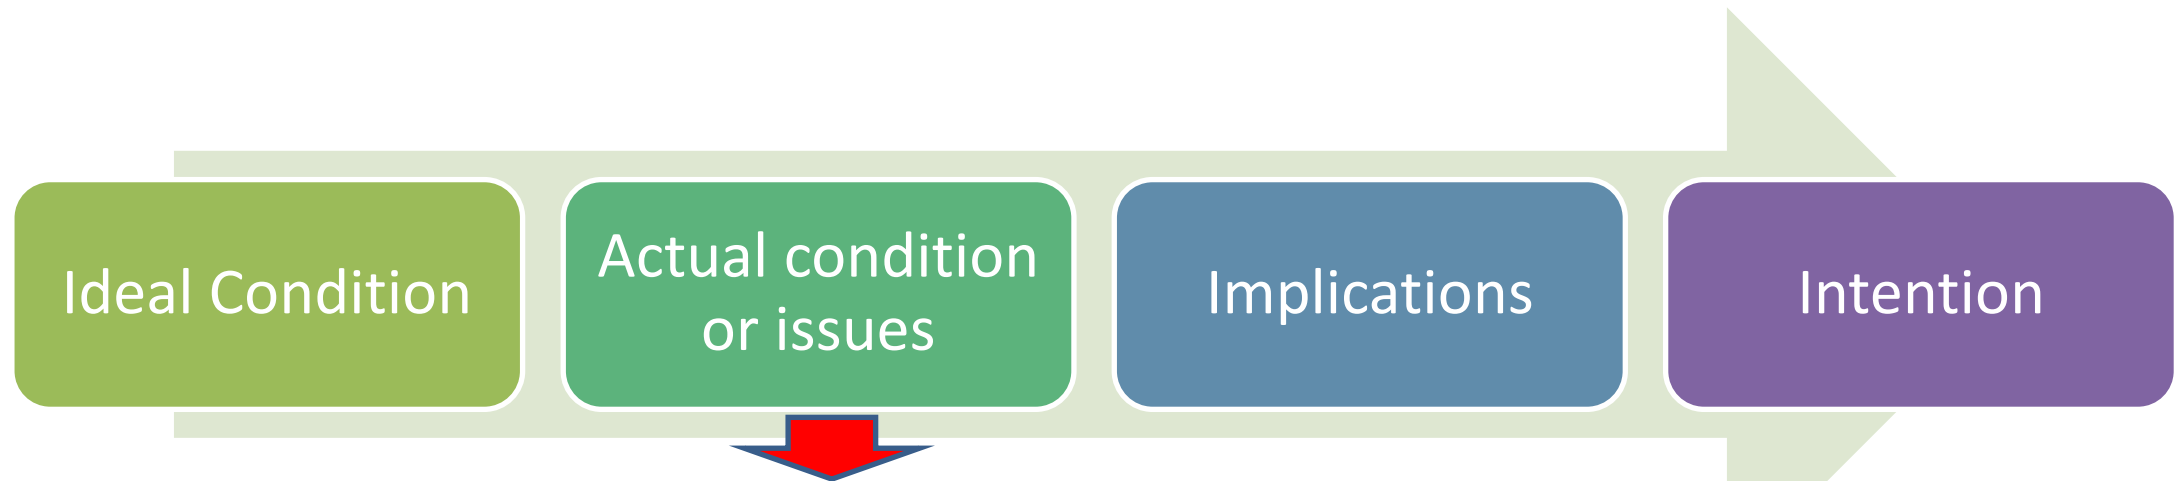 Ideal Condition
Actual condition
or issues
Implications
Intention